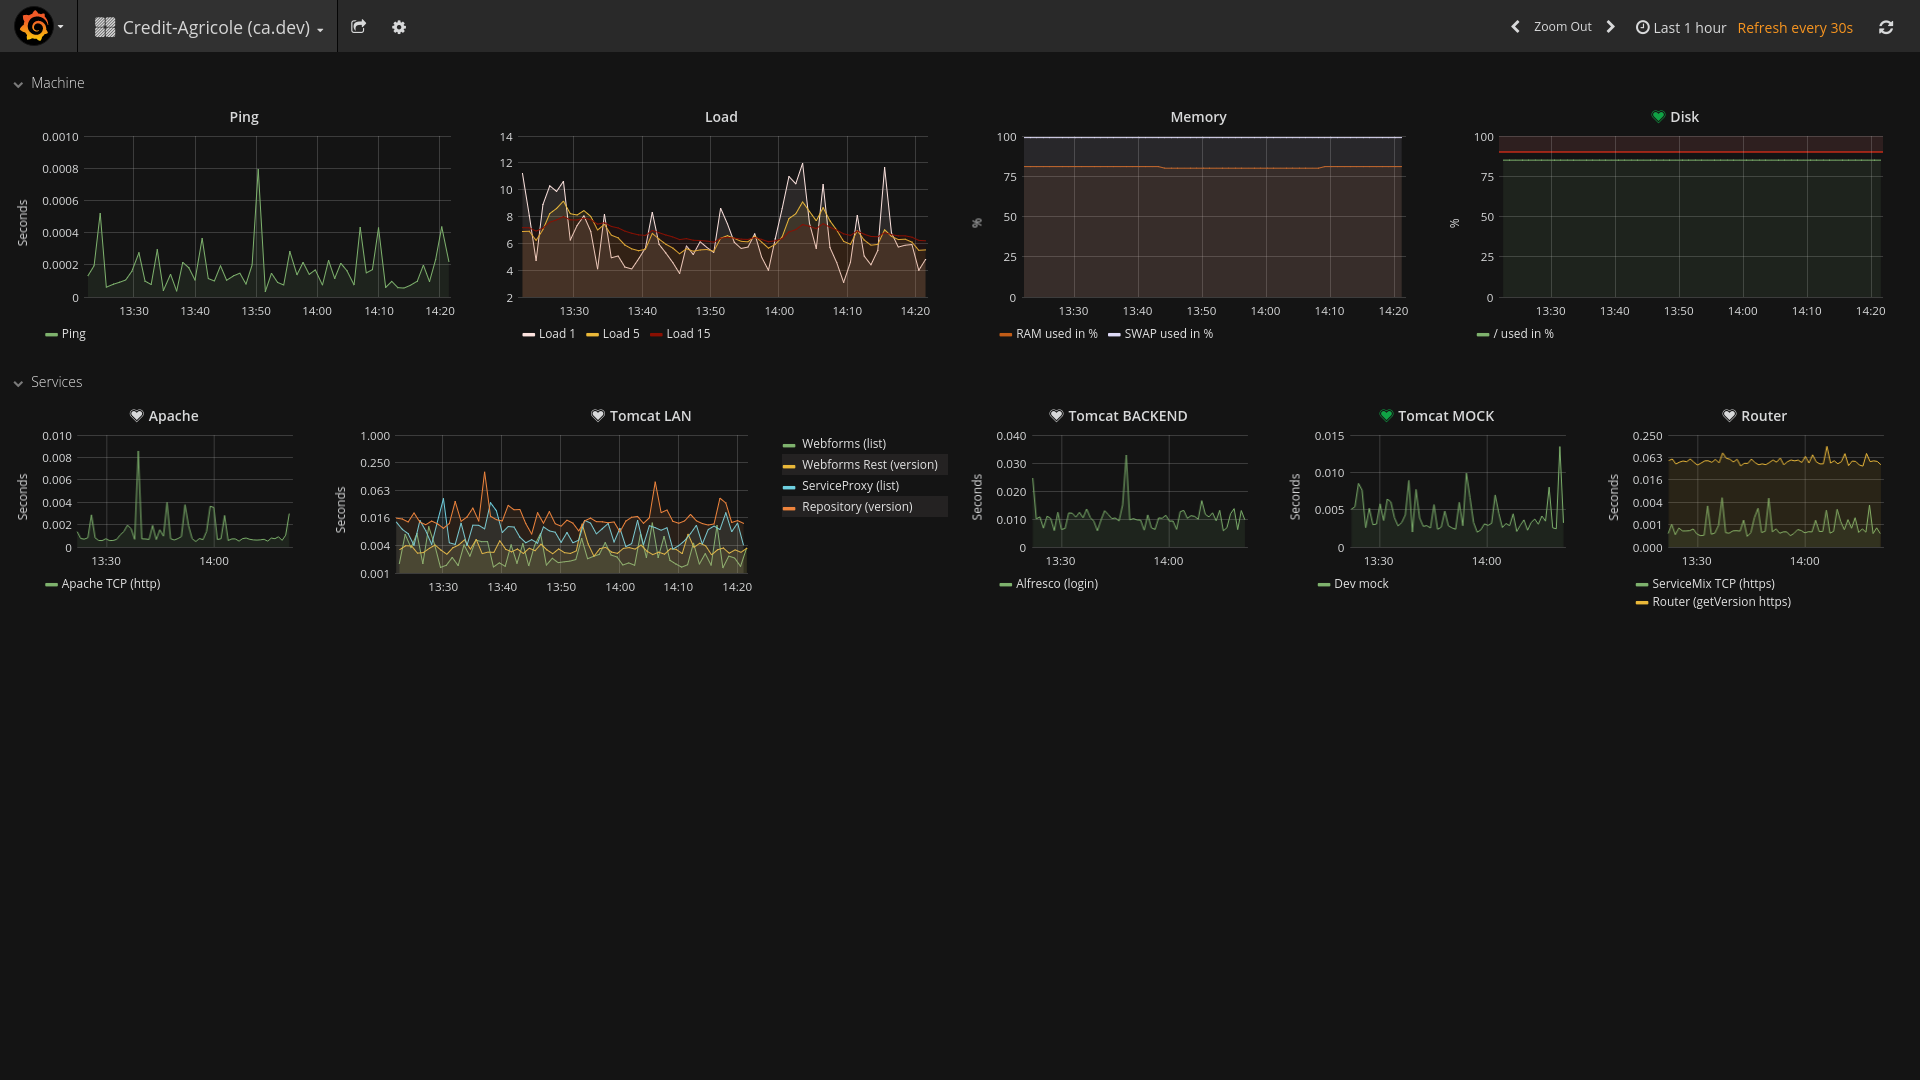 Credit-Agricole (ca.dev)
Zoom Out
Last 1 hour
Refresh every 30s
Machine
Ping
0.0010
0.0008
0.0006
0.0004
0.0002
0
Seconds
13:30 13:40 13:50 14:00 14:10 14:20
Ping
Load
14
12
10
8
6
4
2
13:30 13:40 13:50 14:00 14:10 14:20
Load 1 Load 5 Load 15
Memory
100
75
50
25
0
%
13:30 13:40 13:50 14:00 14:10 14:20
RAM used in % SWAP used in %
Disk
100
75
50
25
0
%
13:30 13:40 13:50 14:00 14:10 14:20
/ used in %
Services
Apache
0.010
0.008
0.006
0.004
0.002
0
Seconds
13:30 14:00
Apache TCP (http)
Tomcat LAN
1.000
0.250
0.063
0.016
0.004
0.001
Seconds
13:30 13:40 13:50 14:00 14:10 14:20
Webforms (list)
Webforms Rest (version)
ServiceProxy (list)
Repository (version)
Tomcat BACKEND
0.040
0.030
0.020
0.010
0
Seconds
13:30 14:00
Alfresco (login)
Tomcat MOCK
0.015
0.010
0.005
0
Seconds
13:30 14:00
Dev mock
Router
0.250
0.063
0.016
0.004
0.001
0.000
Seconds
13:30 14:00
ServiceMix TCP (https)
Router (getVersion https)